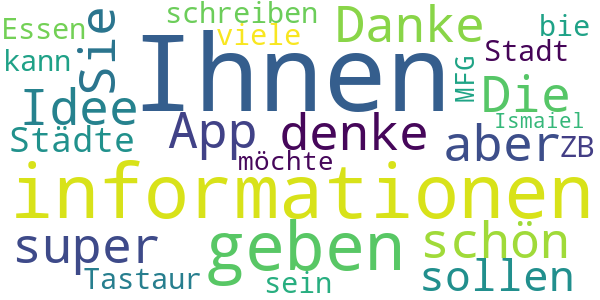 Essen schreiben Danke bie
kann Sie viele Stadt
Idee Ihnen MFG Die
Städte App denke aber Ismaiel
möchte ZB
informationen
super geben schön
Tastaur sein sollen